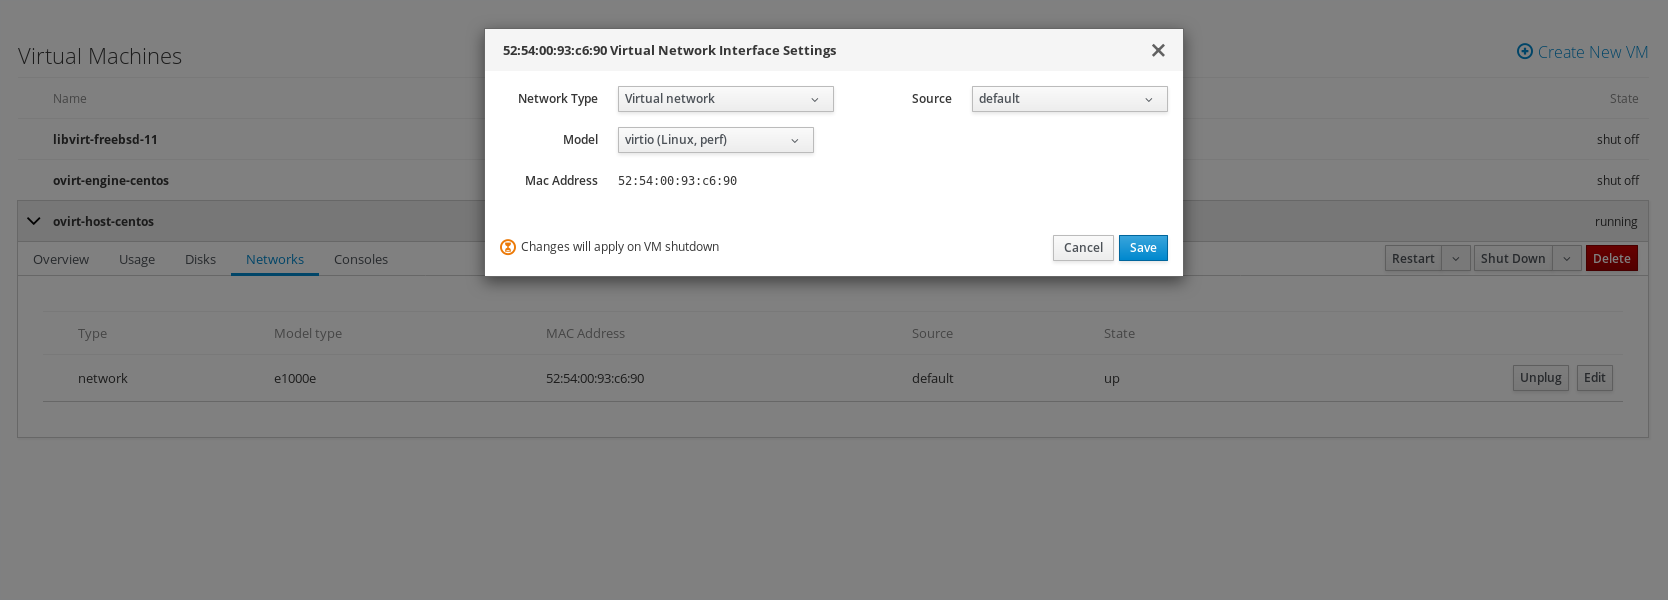 52:54:00:93:c6:90 Virtual Network Interface Settings
Network Type Virtual network Source default
Model virtio (Linux, perf)
Mac Address 52:54:00:93:c6:90
Changes will apply on VM shutdown Cancel Save
Virtual Machines Create New VM
Name State
libvirt-freebsd-11 shut off
ovirt-engine-centos shut off
ovirt-host-centos running
Overview Usage Disks Networks Consoles Restart Shut Down Delete
Type Model type MAC Address Source State
network e1000e 52:54:00:93:c6:90 default up Unplug Edit